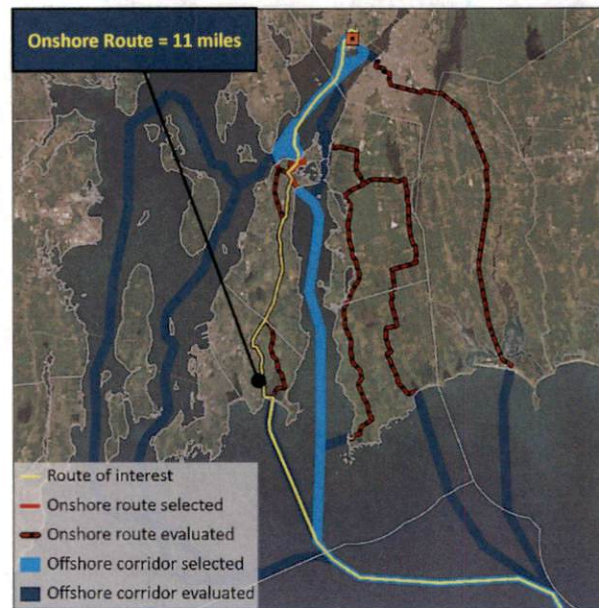 Onshore Route = 11 miles
Route of interest
Onshore route selected
Onshore route evaluated
Offshore corridor selected
Offshore corridor evaluated